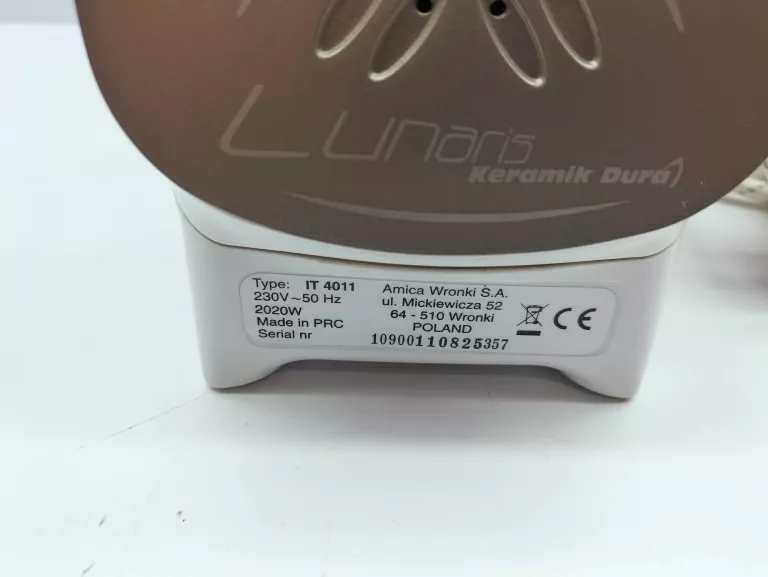 Lunaris
Keramik Dura
Type: IT 4011
230V~50 Hz
2020W
Made in PRC
Serial nr
Amica Wronki S.A.
ul. Mickiewicza 52
64 - 510 Wronki
POLAND
10900110825357
CE